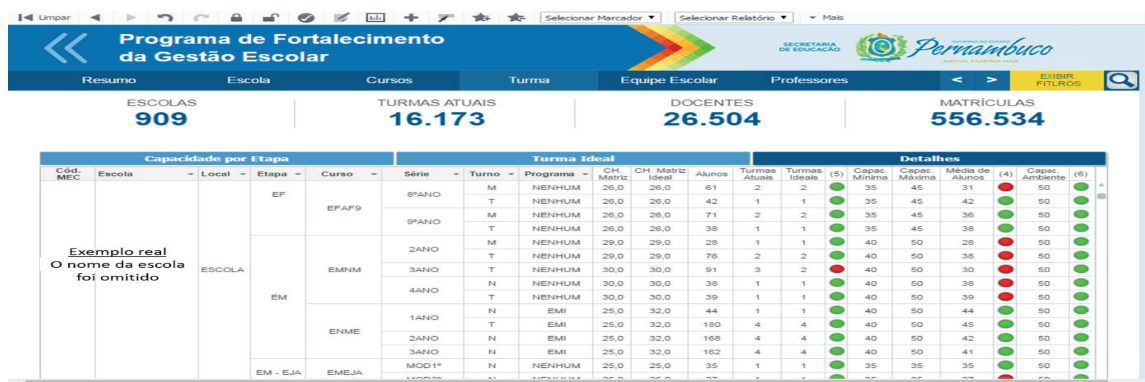 Limpar Selecionar Marcador Selecionar Relatório Mais
Programa de Fortalecimento
da Gestão Escolar
SECRETARIA
DE EDUCAÇÃO
GOVERNO DO ESTADO
Pernambuco
JUNTOS, FAZEMOS MAIS
Resumo Escola Cursos Turma Equipe Escolar Professores < > EXIBIR
FITLROS
ESCOLAS TURMAS ATUAIS DOCENTES MATRÍCULAS
909 16.173 26.504 556.534
Capacidade por Etapa Turma Ideal Detalhes
Cód. MEC Escola Local Etapa Curso Série Turno Programa CH. Matriz CH. Matriz Ideal Alunos Turmas Atuais Turmas Ideais (5) Capac. Mínima Capac. Máxima Média de Alunos (4) Capac. Ambiente (6)
Exemplo real
O nome da escola
foi omitido
ESCOLA
EF EFAF9 8ºANO M NENHUM 26,0 26,0 61 2 2 35 45 31 50
T NENHUM 26,0 26,0 42 1 1 35 45 42 50
9ºANO M NENHUM 26,0 26,0 71 2 2 35 45 36 50
T NENHUM 26,0 26,0 38 1 1 35 45 38 50
EM EMNM 2ANO M NENHUM 29,0 29,0 28 1 1 40 50 28 50
T NENHUM 29,0 29,0 76 2 2 40 50 38 50
3ANO T NENHUM 30,0 30,0 91 3 2 40 50 30 50
4ANO N NENHUM 30,0 30,0 38 1 1 40 50 38 50
T NENHUM 30,0 30,0 39 1 1 40 50 39 50
ENME 1ANO N EMI 25,0 32,0 44 1 1 40 50 44 50
T EMI 25,0 32,0 180 4 4 40 50 45 50
2ANO N EMI 25,0 32,0 168 4 4 40 50 42 50
3ANO N EMI 25,0 32,0 162 4 4 40 50 41 50
EM - EJA EMEJA MOD1º N NENHUM 25,0 25,0 35 1 1 35 35 35 50